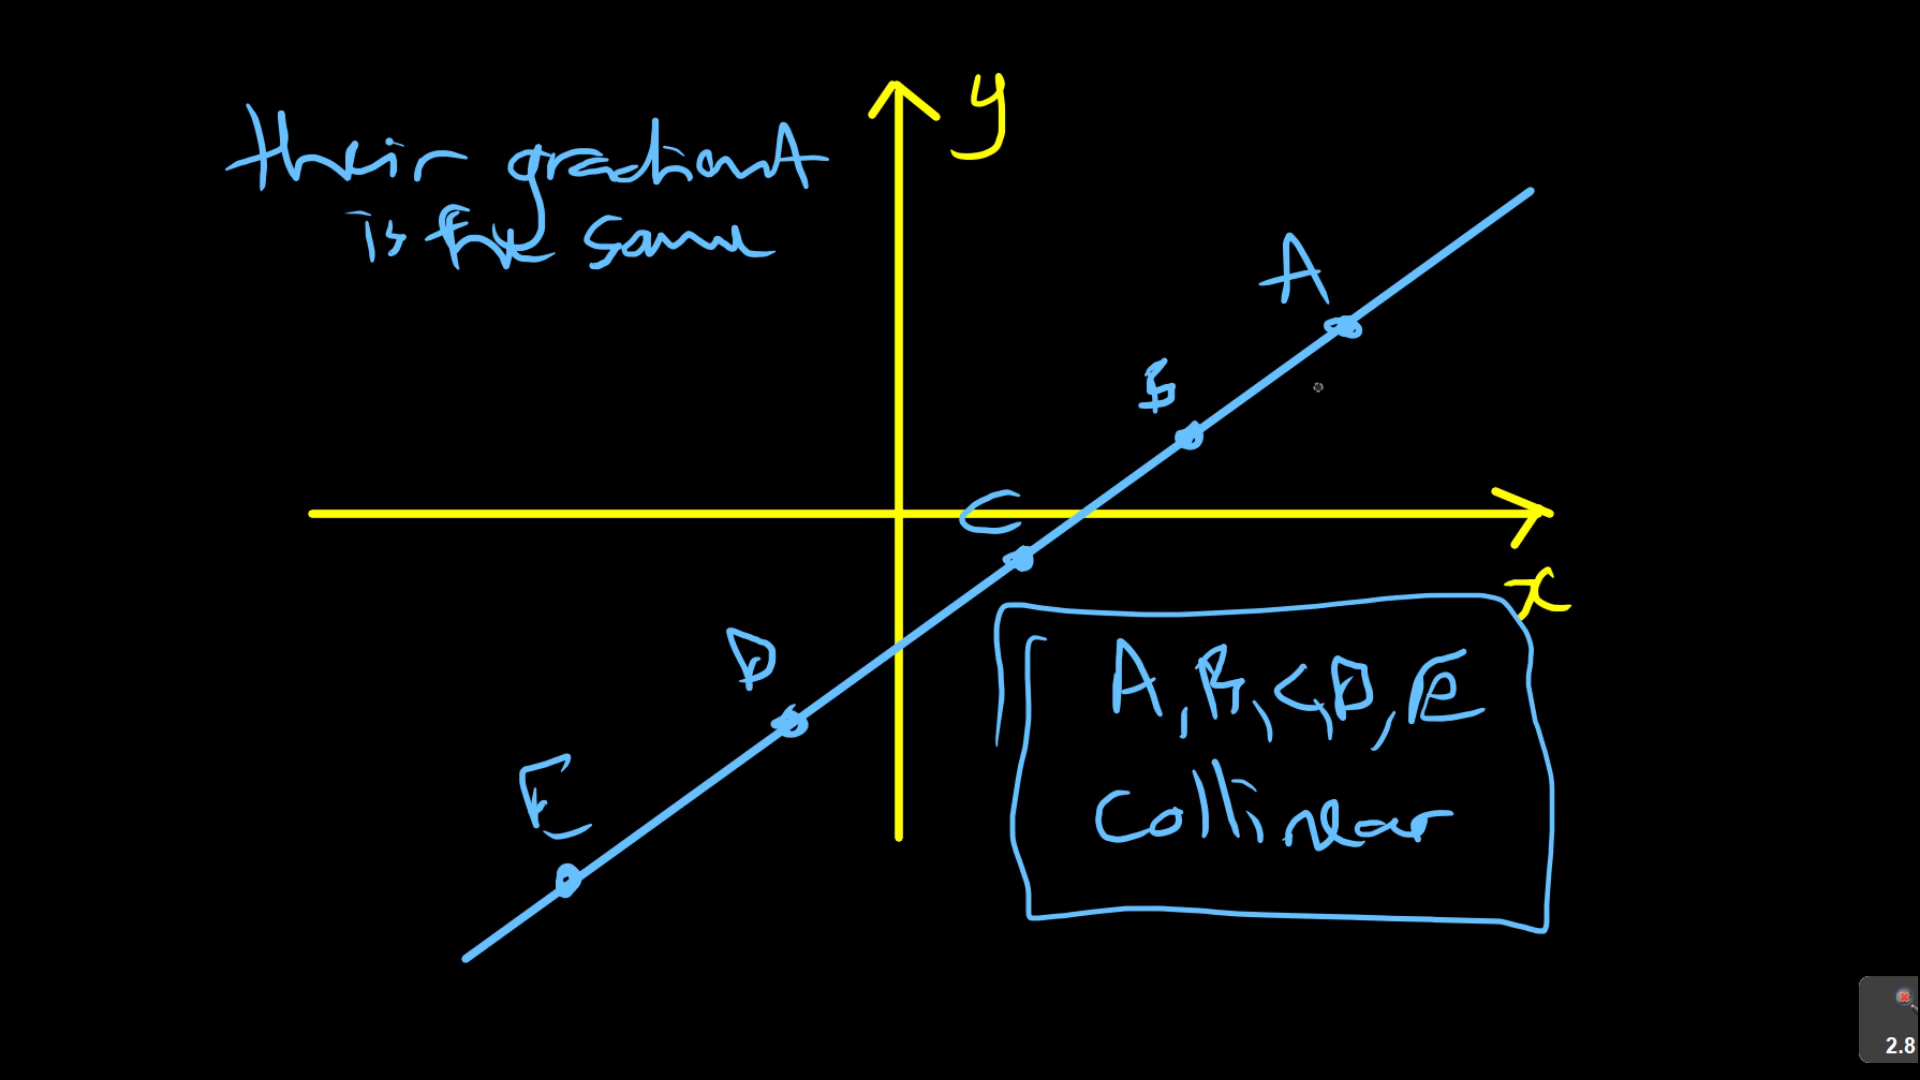 their gradient
is the same
y
A
B
C
x
D
E
A, B, C, D, E
Collinear
2.8